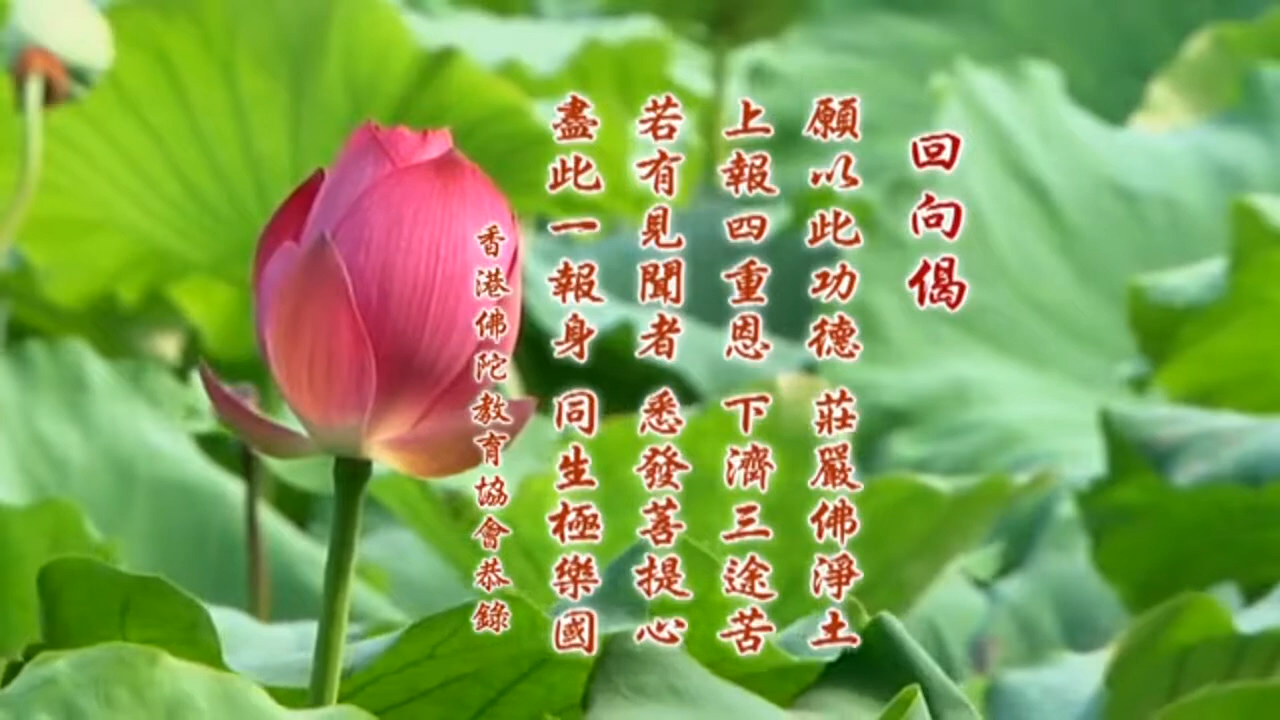 回向偈
願以此功德 莊嚴佛淨土
上報四重恩 下濟三途苦
若有見聞者 悉發菩提心
盡此一報身 同生極樂國
香港佛陀教育協會恭錄